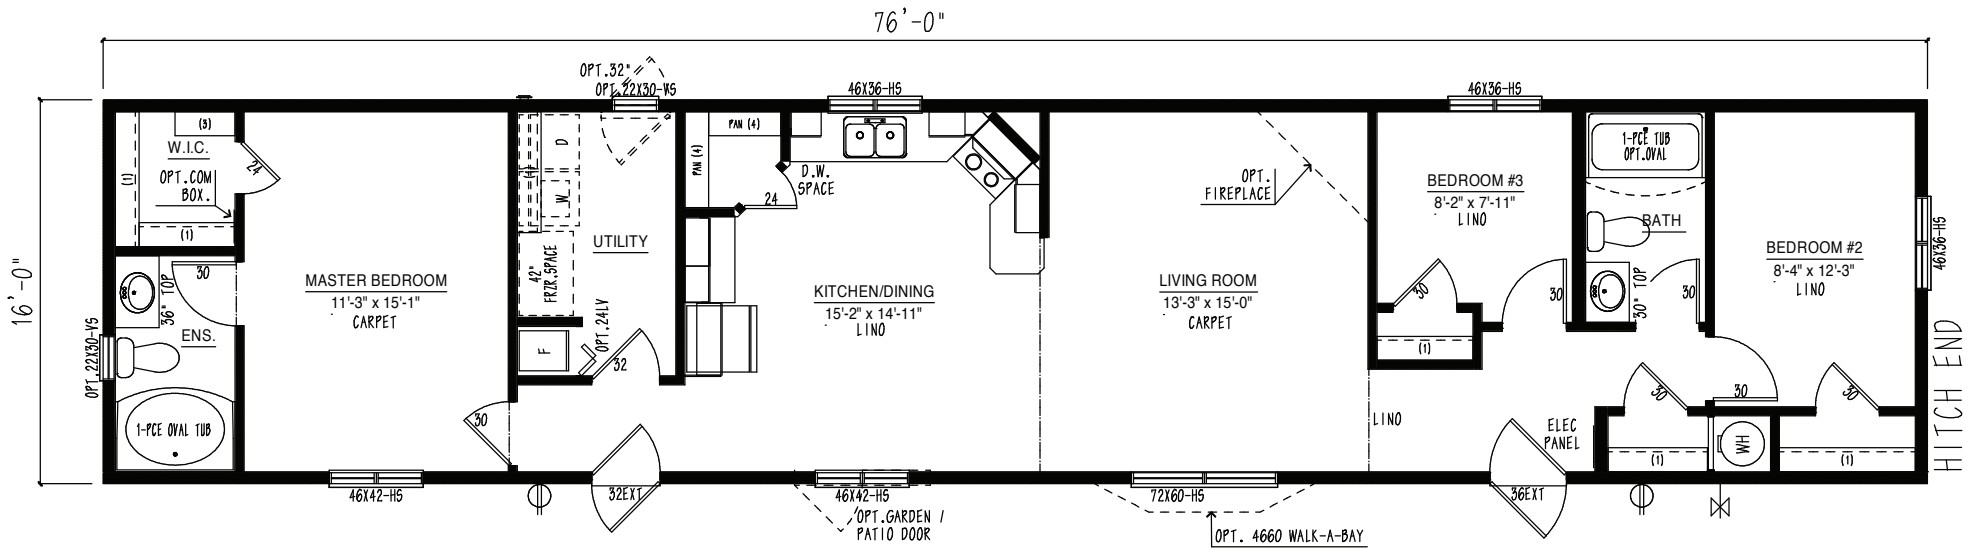 76'-0"
16'-0"
OPT.32"
OPT.22X30-VS
46X36-HS
46X36-HS
(3)
W.I.C.
24
(1)
OPT.COM
BOX.
(1)
30
36" TOP
ENS.
OPT.22X30-VS
1-PCE OVAL TUB
MASTER BEDROOM
11'-3" x 15'-1"
CARPET
30
46X42-HS
D
(1)
W
42"
FRZR.SPACE
UTILITY
F
OPT.24LV
32
32EXT
PAN (4)
PAN (4)
24
D.W.
SPACE
KITCHEN/DINING
15'-2" x 14'-11"
LINO
46X42-HS
OPT.GARDEN /
PATIO DOOR
OPT.
FIREPLACE
LIVING ROOM
13'-3" x 15'-0"
CARPET
72X60-HS
OPT. 4660 WALK-A-BAY
BEDROOM #3
8'-2" x 7'-11"
LINO
30
30
(1)
LINO
1-PCE TUB
OPT.OVAL
BATH
30" TOP
30
BEDROOM #2
8'-4" x 12'-3"
LINO
46X36-HS
30
30
30
ELEC
PANEL
(1)
WH
(1)
36EXT
HITCH END